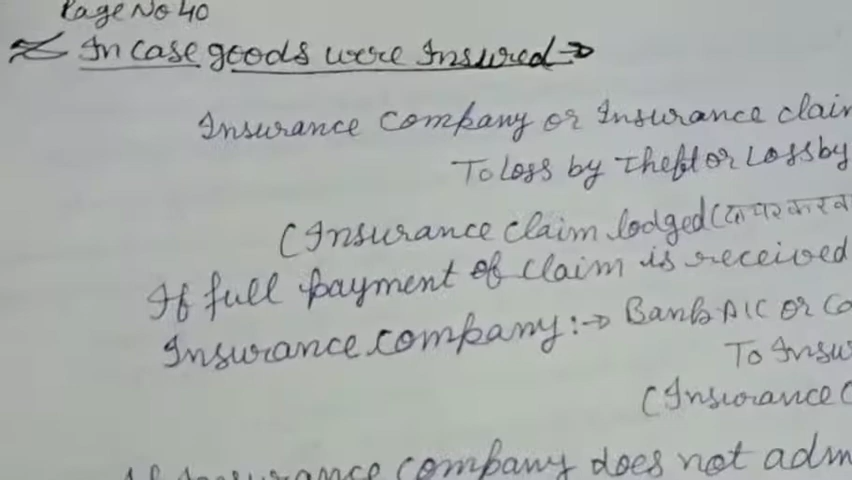 Page No 40
In case goods were Insured →
Insurance company or Insurance clai
To Loss by Theft or Loss by
(Insurance claim lodged (
If full payment of claim is received
Insurance company :→ Bank A/C or Ca
To Insu
(Insurance C
If Insurance company does not adm